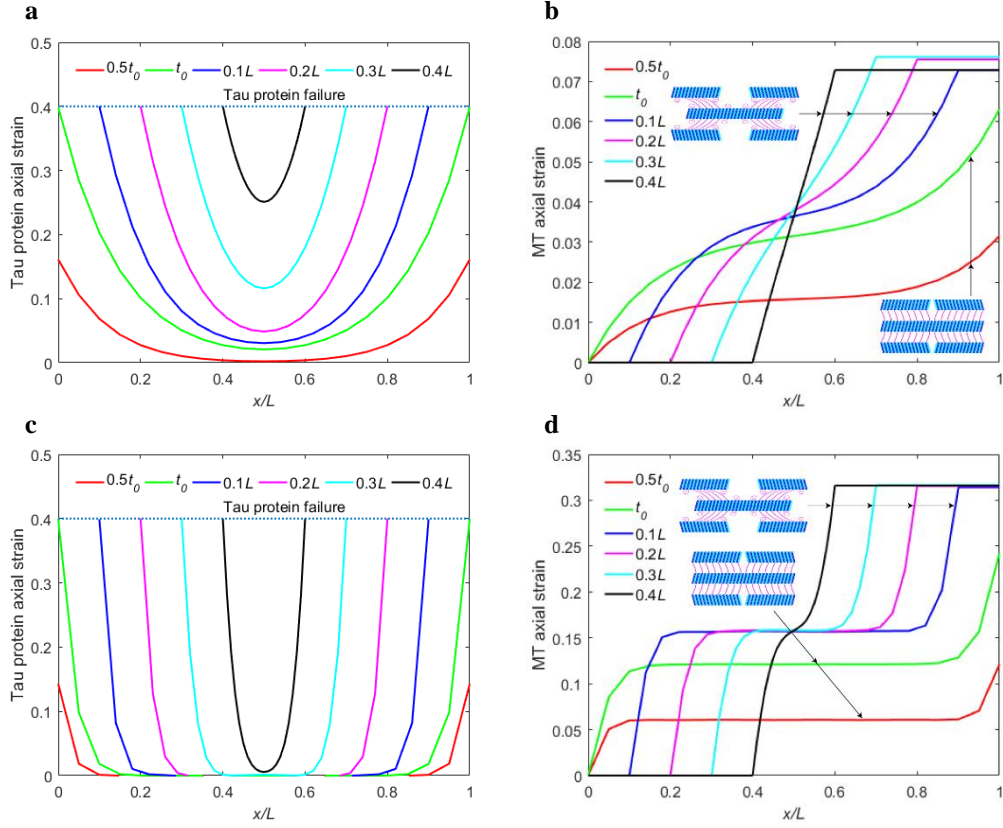 a
0.5
0.4
0.3
0.2
0.1
0
Tau protein axial strain
0.5t0 t0 0.1L 0.2L 0.3L 0.4L
Tau protein failure
0 0.2 0.4 0.6 0.8 1
x/L
b
0.08
0.07
0.06
0.05
0.04
0.03
0.02
0.01
0
MT axial strain
0.5t0
t0
0.1L
0.2L
0.3L
0.4L
0 0.2 0.4 0.6 0.8 1
x/L
c
0.5
0.4
0.3
0.2
0.1
0
Tau protein axial strain
0.5t0 t0 0.1L 0.2L 0.3L 0.4L
Tau protein failure
0 0.2 0.4 0.6 0.8 1
x/L
d
0.35
0.3
0.25
0.2
0.15
0.1
0.05
0
MT axial strain
0.5t0
t0
0.1L
0.2L
0.3L
0.4L
0 0.2 0.4 0.6 0.8 1
x/L